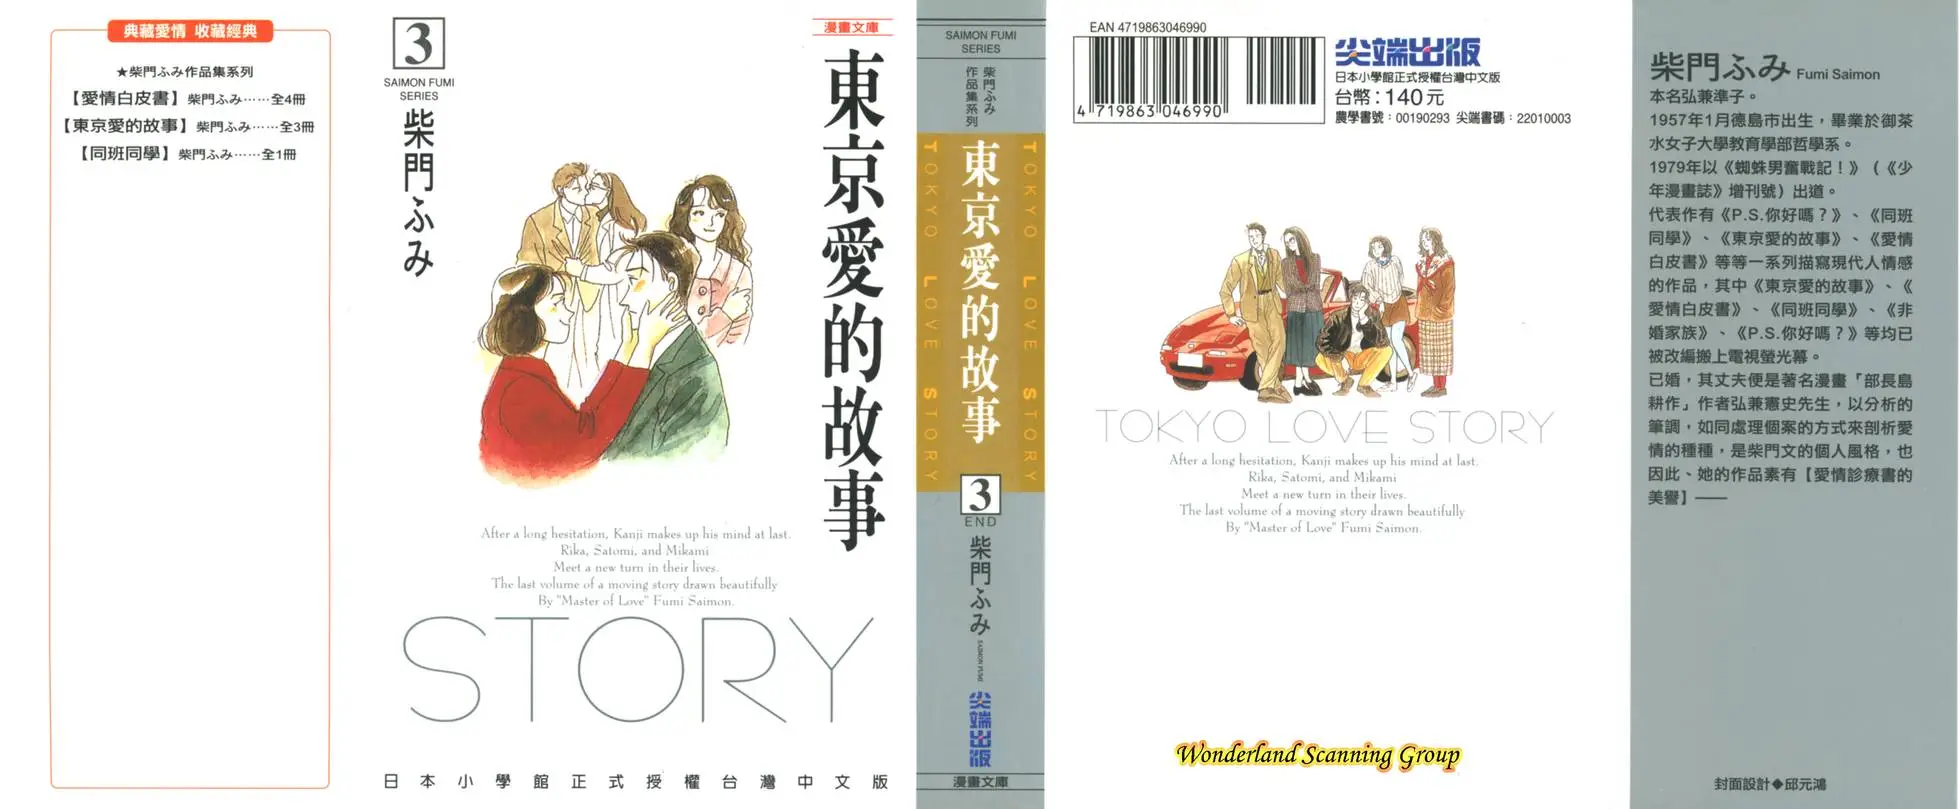 典藏愛情 收藏經典
★柴門ふみ作品集系列
【愛情白皮書】柴門ふみ……全4冊
【東京愛的故事】柴門ふみ……全3冊
【同班同學】柴門ふみ……全1冊
3
SAIMON FUMI
SERIES
柴門ふみ
漫畫文庫
東京愛的故事
After a long hesitation, Kanji makes up his mind at last.
Rika, Satomi, and Mikami
Meet a new turn in their lives.
The last volume of a moving story drawn beautifully
By "Master of Love" Fumi Saimon.
STORY
日本小學館正式授權台灣中文版
SAIMON FUMI
SERIES
柴門ふみ
作品集系列
TOKYO LOVE STORY
東京愛的故事
TOKYO LOVE STORY
3
END
柴門ふみ
SAIMON FUMI
尖端出版
漫畫文庫
EAN 4719863046990
4 719863 046990
尖端出版
日本小學館正式授權台灣中文版
台幣：140元
農學書號：00190293 尖端書碼：22010003
TOKYO LOVE STORY
After a long hesitation, Kanji makes up his mind at last.
Rika, Satomi, and Mikami
Meet a new turn in their lives.
The last volume of a moving story drawn beautifully
By "Master of Love" Fumi Saimon.
Wonderland Scanning Group
柴門ふみ Fumi Saimon
本名弘兼準子。
1957年1月德島市出生，畢業於御茶
水女子大學教育學部哲學系。
1979年以《蜘蛛男奮戰記！》（《少
年漫畫誌》增刊號）出道。
代表作有《P.S.你好嗎？》、《同班
同學》、《東京愛的故事》、《愛情
白皮書》等等一系列描寫現代人情感
的作品，其中《東京愛的故事》、《
愛情白皮書》、《同班同學》、《非
婚家族》、《P.S.你好嗎？》等均已
被改編搬上電視螢光幕。
已婚，其丈夫便是著名漫畫「部長島
耕作」作者弘兼憲史先生，以分析的
筆調，如同處理個案的方式來剖析愛
情的種種，是柴門文的個人風格，也
因此、她的作品素有【愛情診療書的
美譽】——
封面設計◆邱元鴻